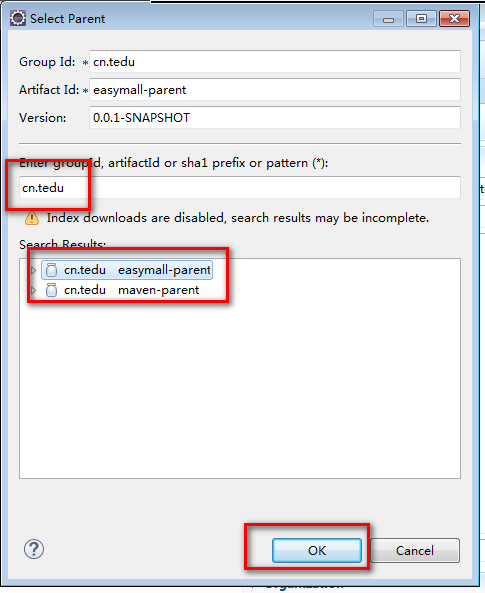 Select Parent
Group Id: * cn.tedu
Artifact Id: * easymall-parent
Version: 0.0.1-SNAPSHOT
Enter groupId, artifactId or sha1 prefix or pattern (*):
cn.tedu
Index downloads are disabled, search results may be incomplete.
Search Results:
cn.tedu easymall-parent
cn.tedu maven-parent
? OK Cancel
Organization